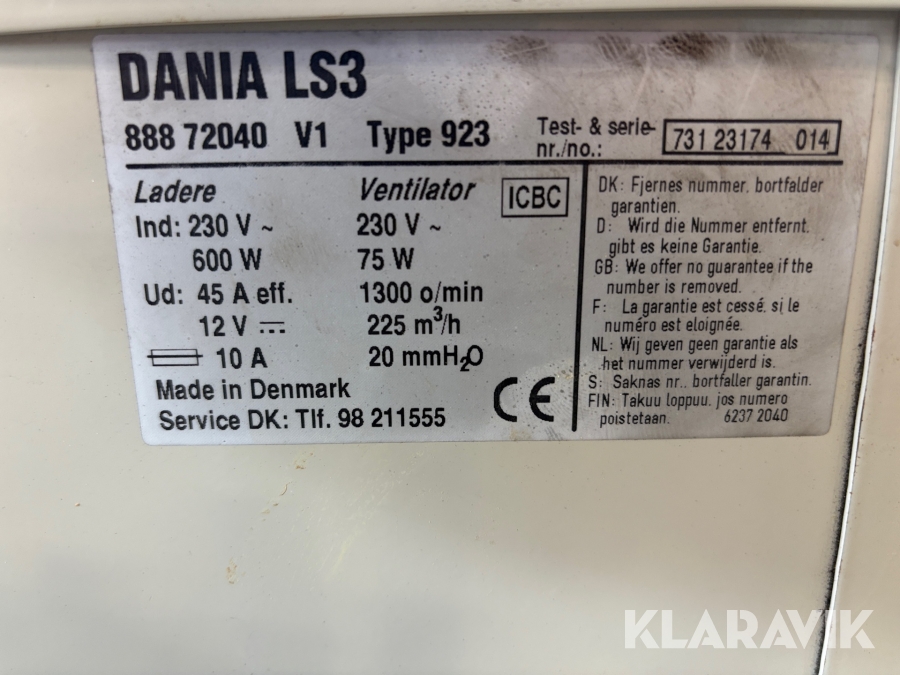 DANIA LS3
888 72040 V1 Type 923
Test- & serie-
nr./no.:
731 23174 014
Ladere
Ind: 230 V ~
600 W
Ud: 45 A eff.
12 V ⎓
10 A
Ventilator
230 V ~
75 W
1300 o/min
225 m³/h
20 mmH₂O
ICBC
Made in Denmark
Service DK: Tlf. 98 211555
CE
DK: Fjernes nummer, bortfalder
garantien.
D: Wird die Nummer entfernt,
gibt es keine Garantie.
GB: We offer no guarantee if the
number is removed.
F: La garantie est cessé, si le
numéro est eloignée.
NL: Wij geven geen garantie als
het nummer verwijderd is.
S: Saknas nr., bortfaller garantin.
FIN: Takuu loppuu, jos numero
poistetaan. 6237 2040
KLARAVIK